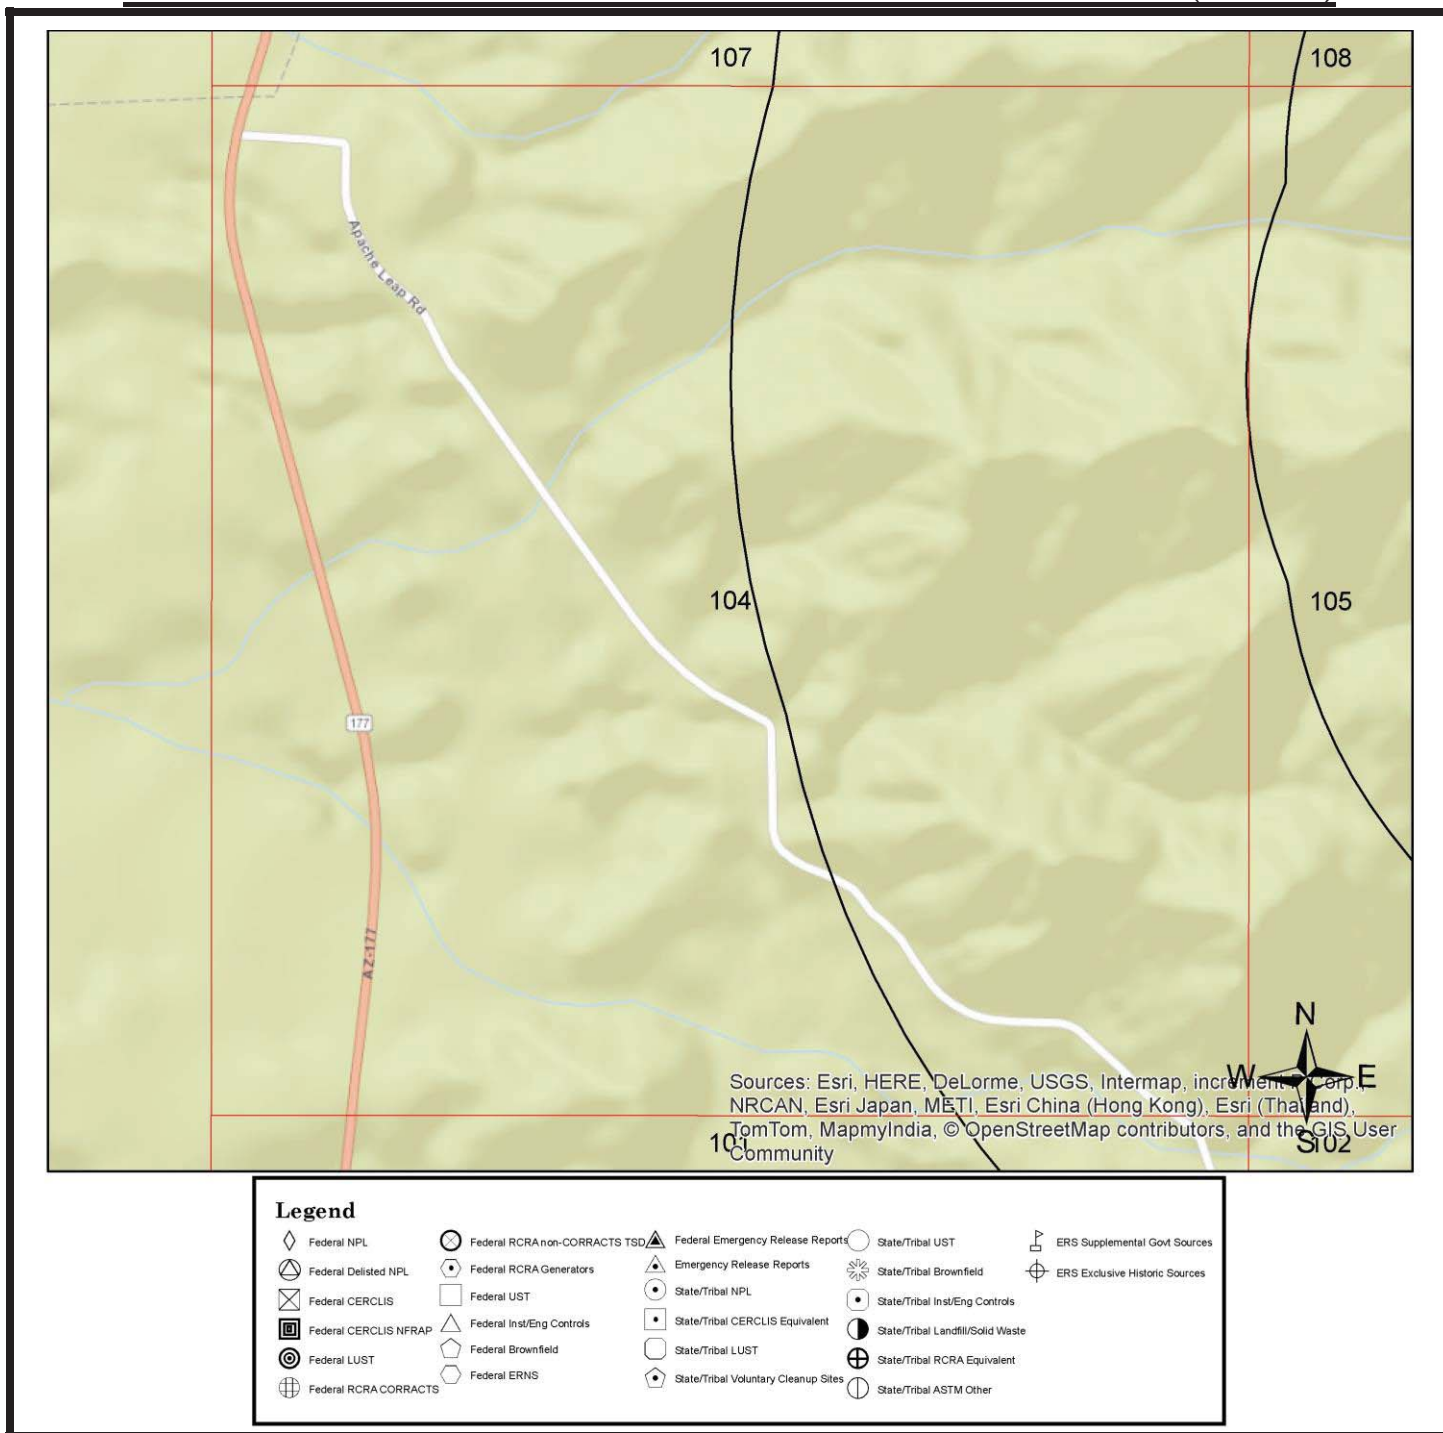 107
108
Apache Leap Rd
104
105
177
AZ-177
N
W
E
S
Sources: Esri, HERE, DeLorme, USGS, Intermap, increment P Corp.,
NRCAN, Esri Japan, METI, Esri China (Hong Kong), Esri (Thailand),
TomTom, MapmyIndia, © OpenStreetMap contributors, and the GIS User
Community
101
102
Legend
Federal NPL
Federal Delisted NPL
Federal CERCLIS
Federal CERCLIS NFRAP
Federal LUST
Federal RCRA CORRACTS
Federal RCRA non-CORRACTS TSD
Federal RCRA Generators
Federal UST
Federal Inst/Eng Controls
Federal Brownfield
Federal ERNS
Federal Emergency Release Reports
Emergency Release Reports
State/Tribal NPL
State/Tribal CERCLIS Equivalent
State/Tribal LUST
State/Tribal Voluntary Cleanup Sites
State/Tribal UST
State/Tribal Brownfield
State/Tribal Inst/Eng Controls
State/Tribal Landfill/Solid Waste
State/Tribal RCRA Equivalent
State/Tribal ASTM Other
ERS Supplemental Govt Sources
ERS Exclusive Historic Sources